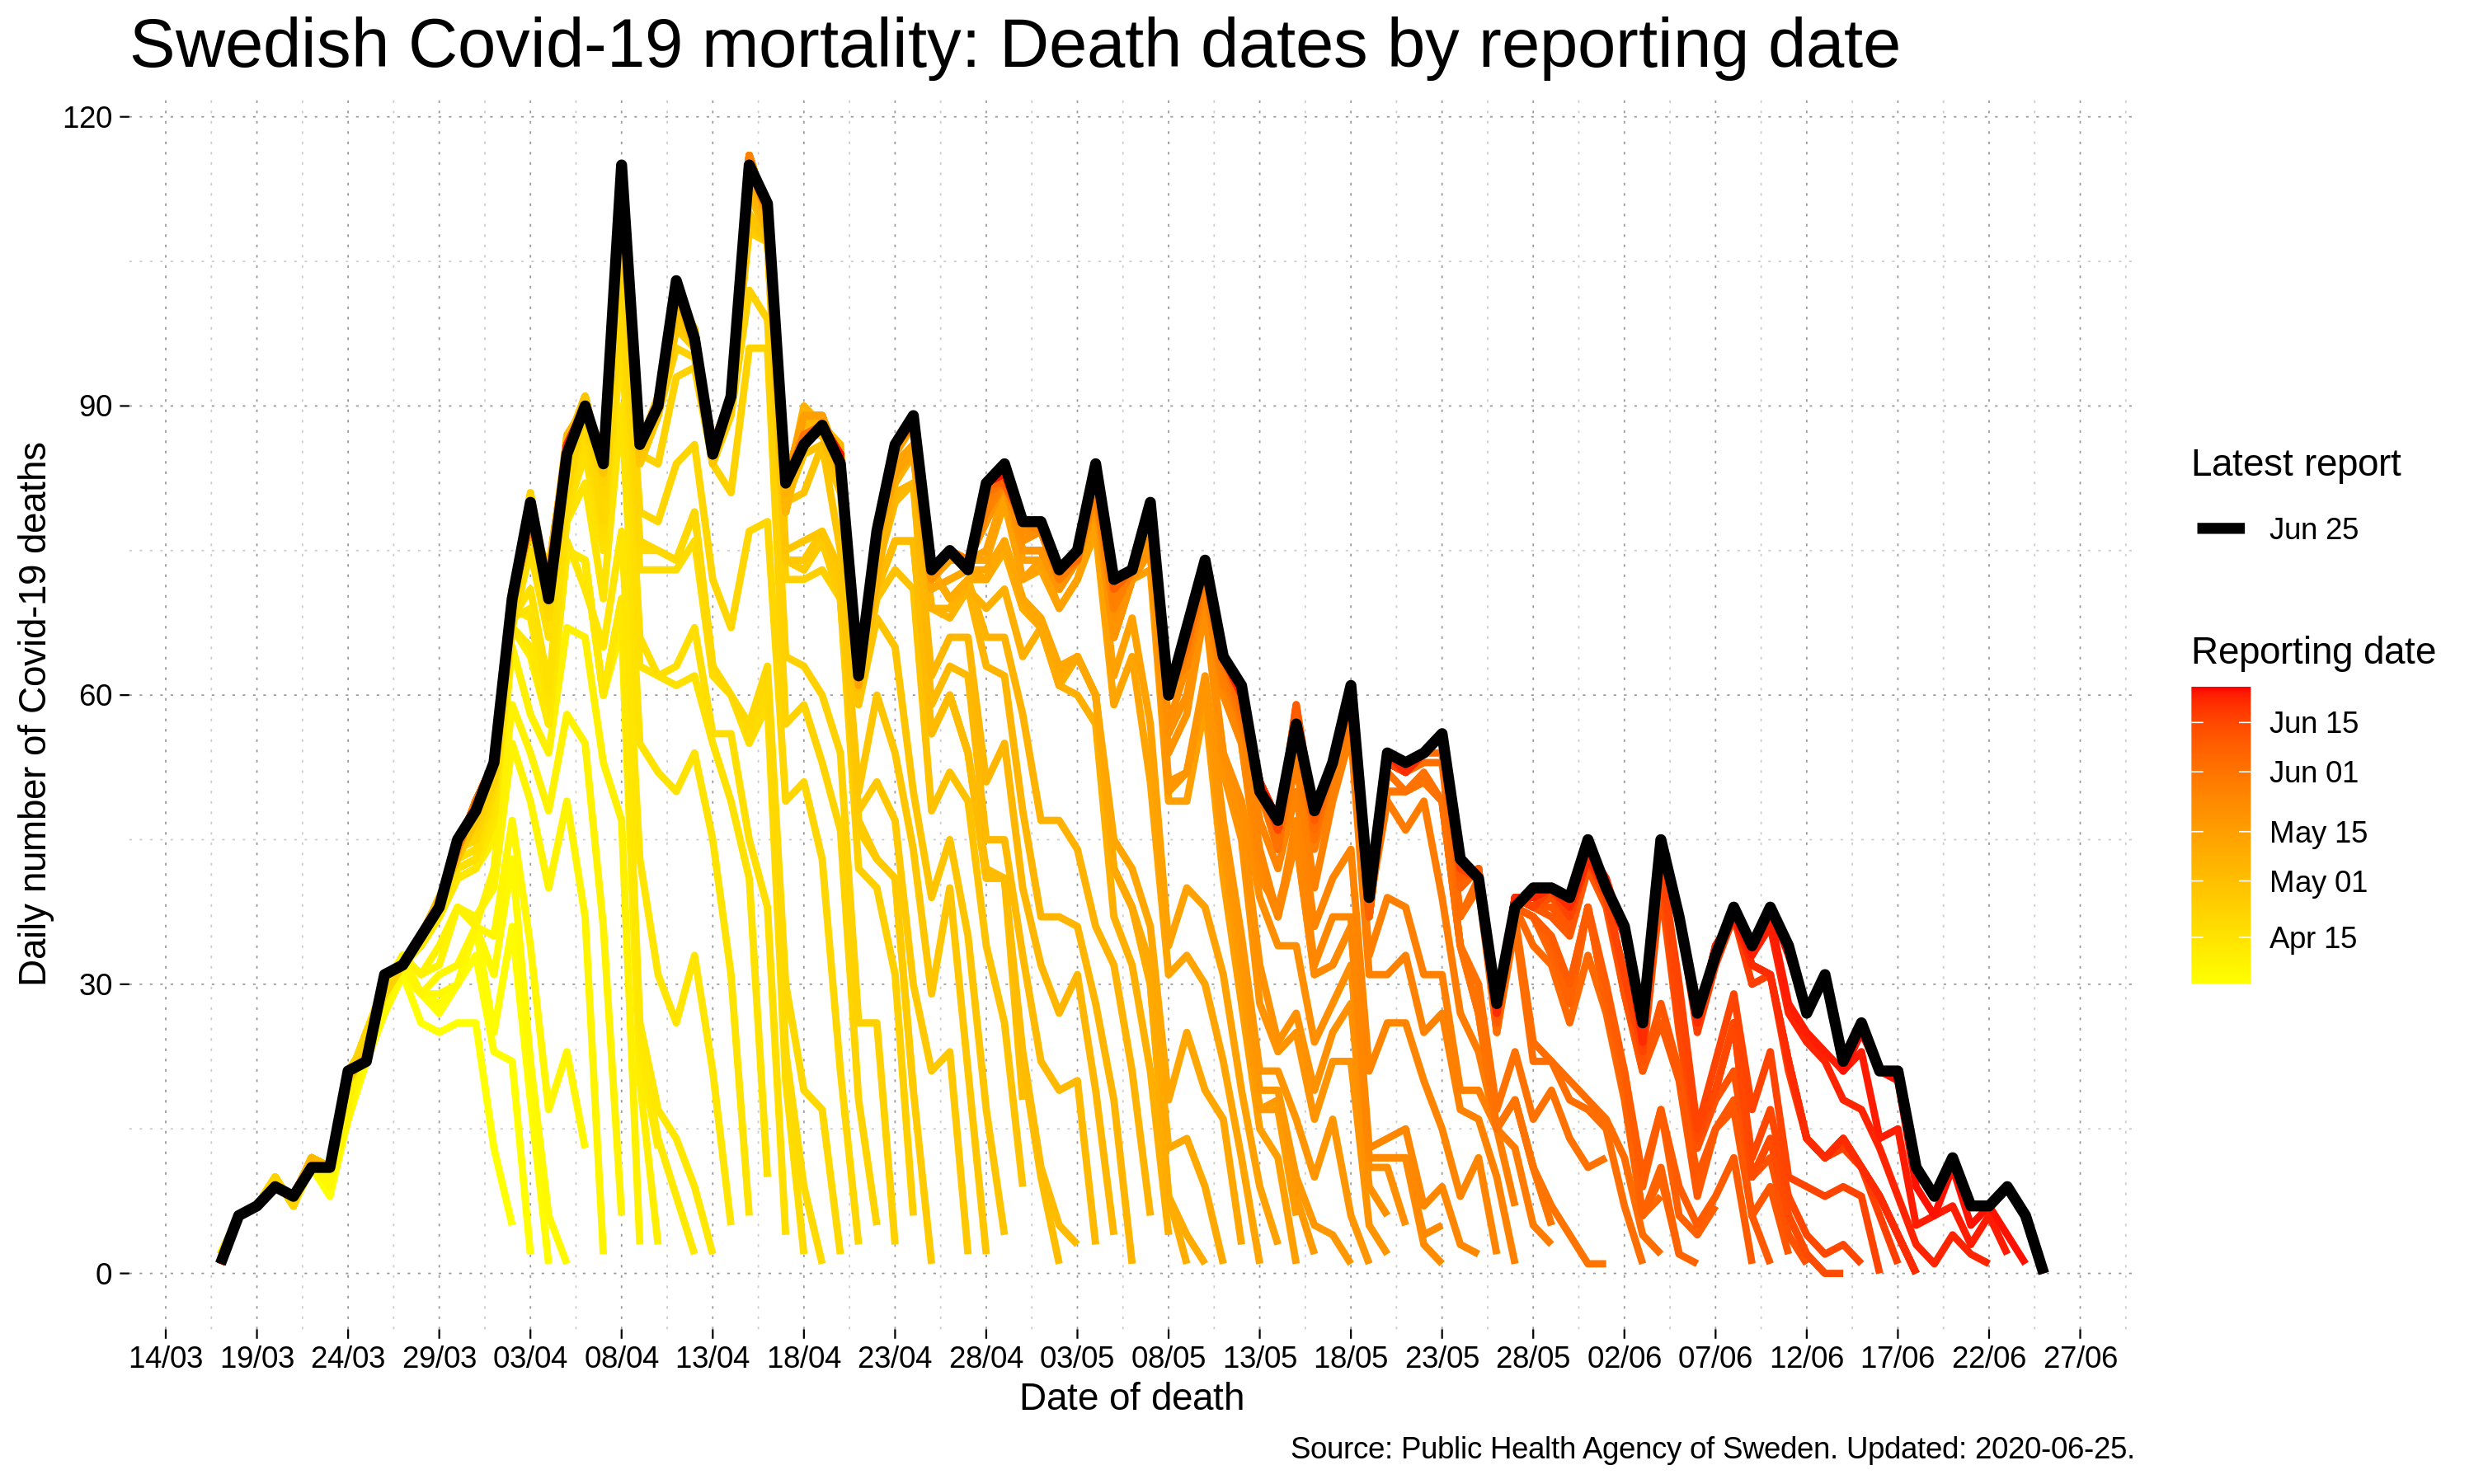 Swedish Covid-19 mortality: Death dates by reporting date
Daily number of Covid-19 deaths
120
90
60
30
0
14/03 19/03 24/03 29/03 03/04 08/04 13/04 18/04 23/04 28/04 03/05 08/05 13/05 18/05 23/05 28/05 02/06 07/06 12/06 17/06 22/06 27/06
Date of death
Latest report
Jun 25
Reporting date
Jun 15
Jun 01
May 15
May 01
Apr 15
Source: Public Health Agency of Sweden. Updated: 2020-06-25.